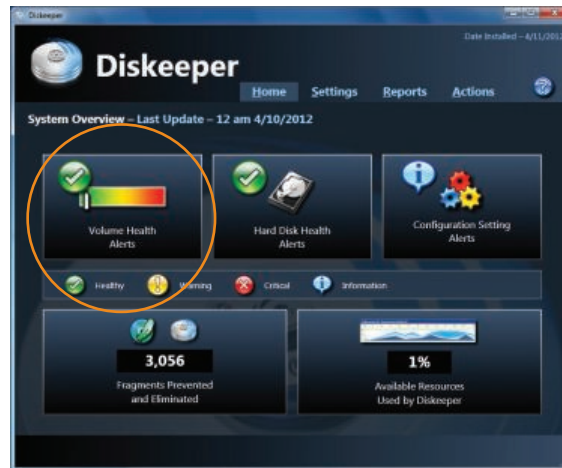 Diskeeper
Date Installed – 4/11/2012
Diskeeper
Home Settings Reports Actions
System Overview – Last Update – 12 am 4/10/2012
Volume Health
Alerts
Hard Disk Health
Alerts
Configuration Setting
Alerts
Healthy Warning Critical Information
3,056
Fragments Prevented
and Eliminated
1%
Available Resources
Used by Diskeeper